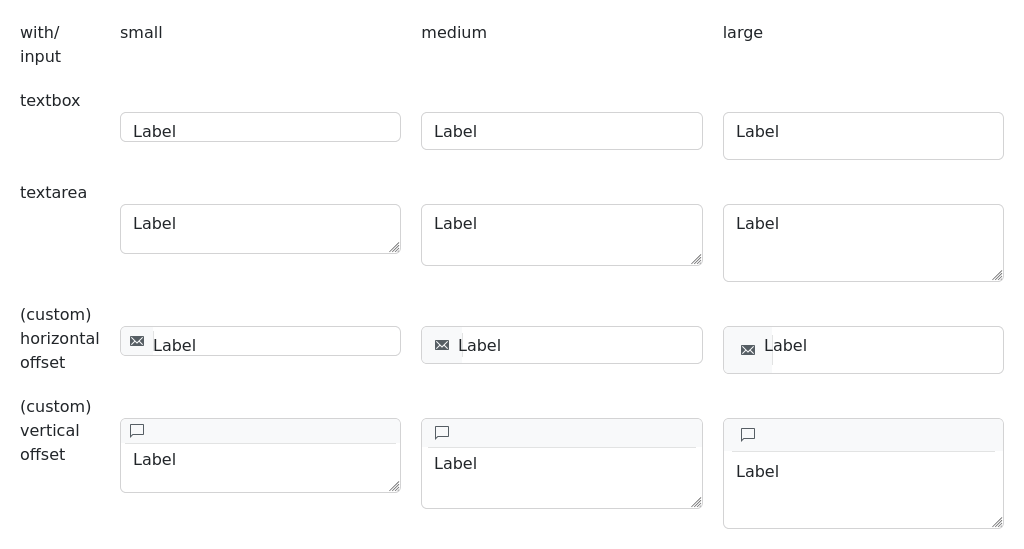 with/ small medium large
input
textbox
Label Label Label
textarea
Label Label Label
(custom)
horizontal
offset
Label Label Label
(custom)
vertical
offset
Label Label Label